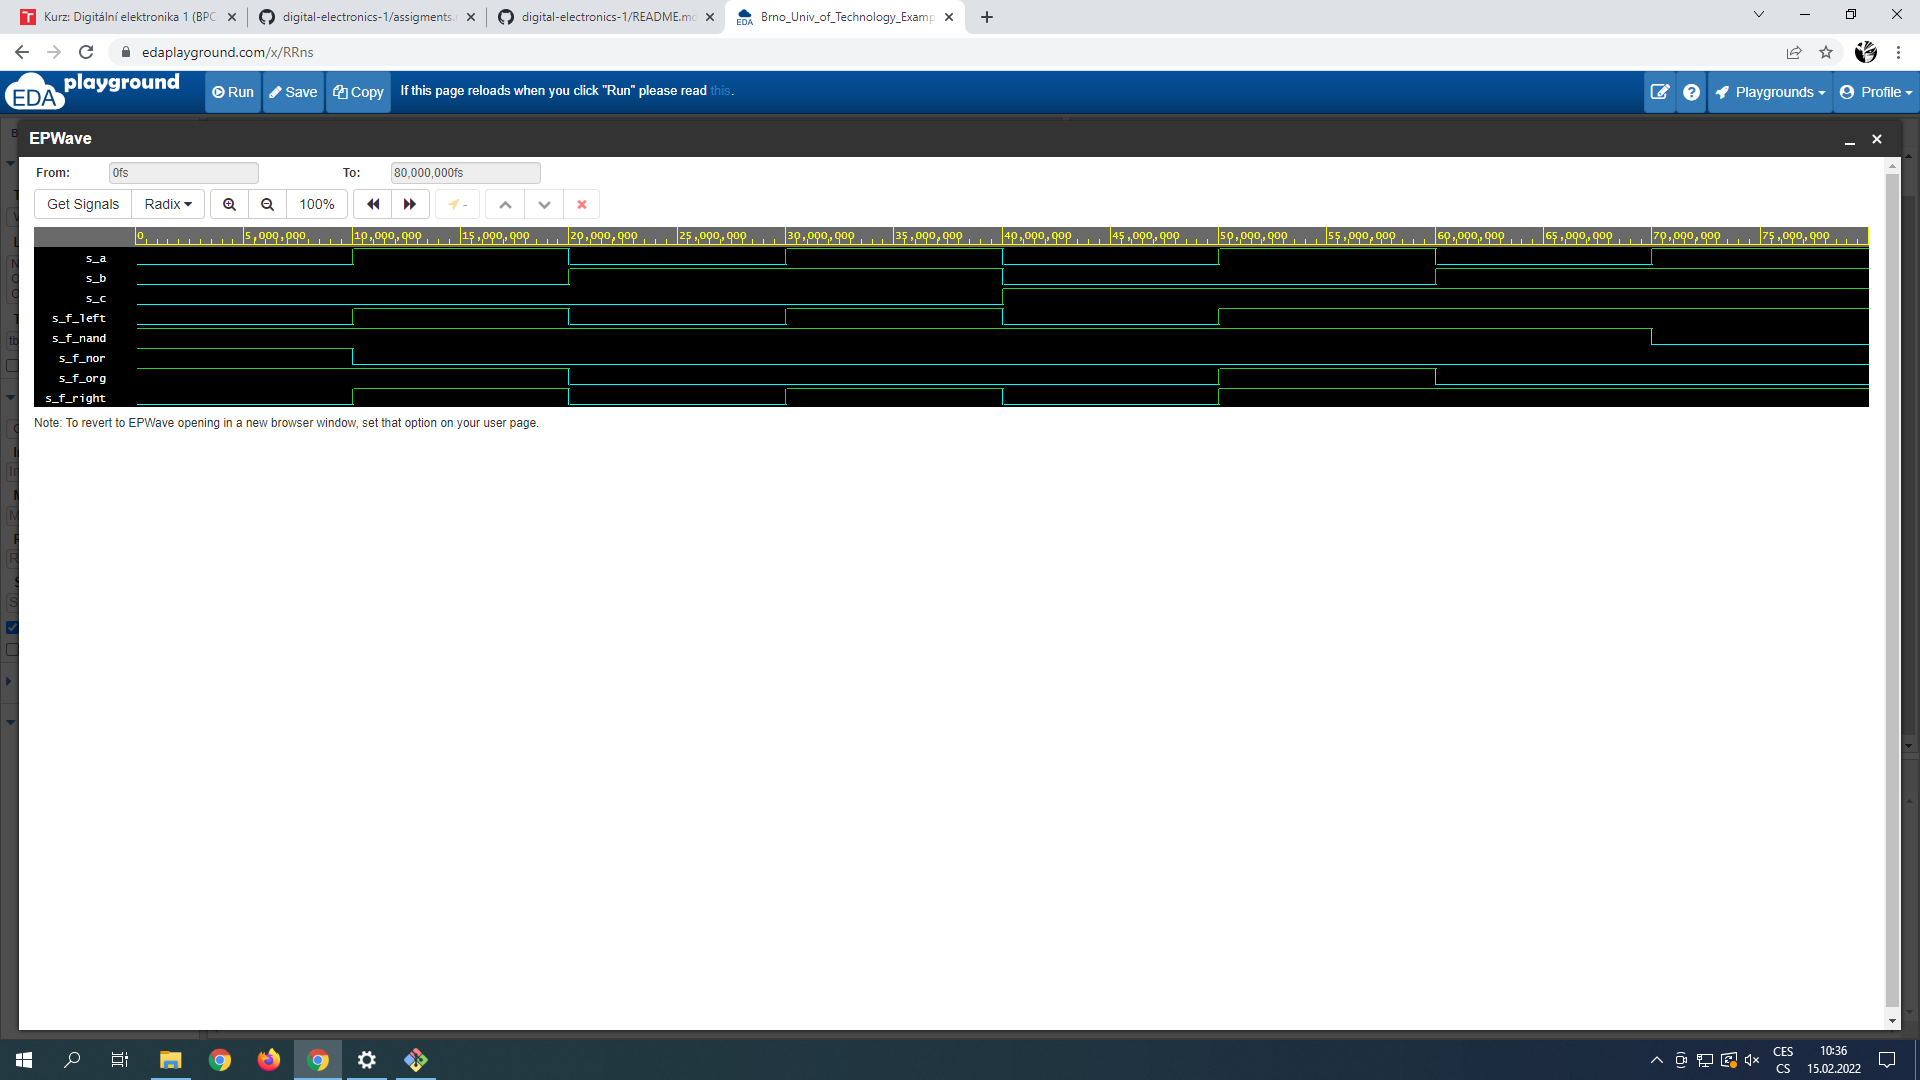 Kurz: Digitální elektronika 1 (BPC
digital-electronics-1/assigments.
digital-electronics-1/README.md
Brno_Univ_of_Technology_Examp
edaplayground.com/x/RRns
EDA playground
Run
Save
Copy
If this page reloads when you click "Run" please read this.
Playgrounds
Profile
EPWave
From:
0fs
To:
80,000,000fs
Get Signals
Radix
100%
0
5,000,000
10,000,000
15,000,000
20,000,000
25,000,000
30,000,000
35,000,000
40,000,000
45,000,000
50,000,000
55,000,000
60,000,000
65,000,000
70,000,000
75,000,000
s_a
s_b
s_c
s_f_left
s_f_nand
s_f_nor
s_f_org
s_f_right
Note: To revert to EPWave opening in a new browser window, set that option on your user page.
CES
CS
10:36
15.02.2022